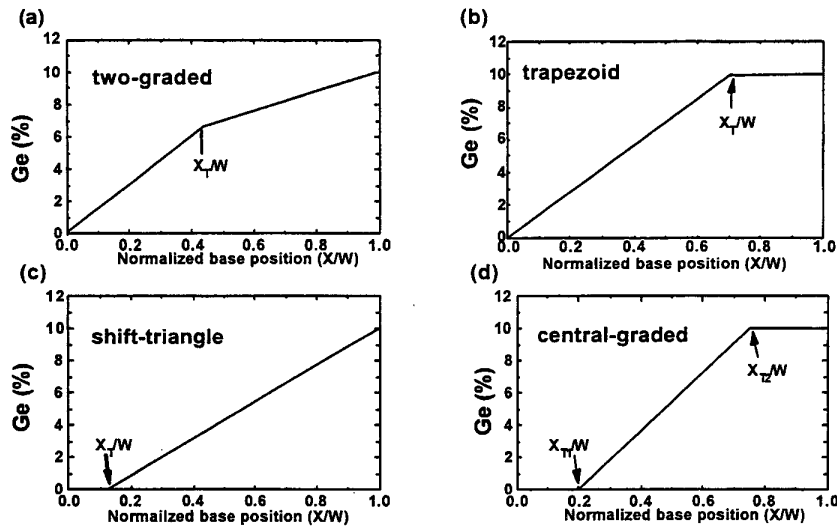 (a)
12
10
8
6
4
2
0
Ge (%)
two-graded
X_T/W
0.0 0.2 0.4 0.6 0.8 1.0
Normalized base position (X/W)
(b)
12
10
8
6
4
2
0
Ge (%)
trapezoid
X_T/W
0.0 0.2 0.4 0.6 0.8 1.0
Normalized base position (X/W)
(c)
12
10
8
6
4
2
0
Ge (%)
shift-triangle
X_T/W
0.0 0.2 0.4 0.6 0.8 1.0
Normailzed base position (X/W)
(d)
12
10
8
6
4
2
0
Ge (%)
central-graded
X_T2/W
X_T1/W
0.0 0.2 0.4 0.6 0.8 1.0
Normalized base position (X/W)